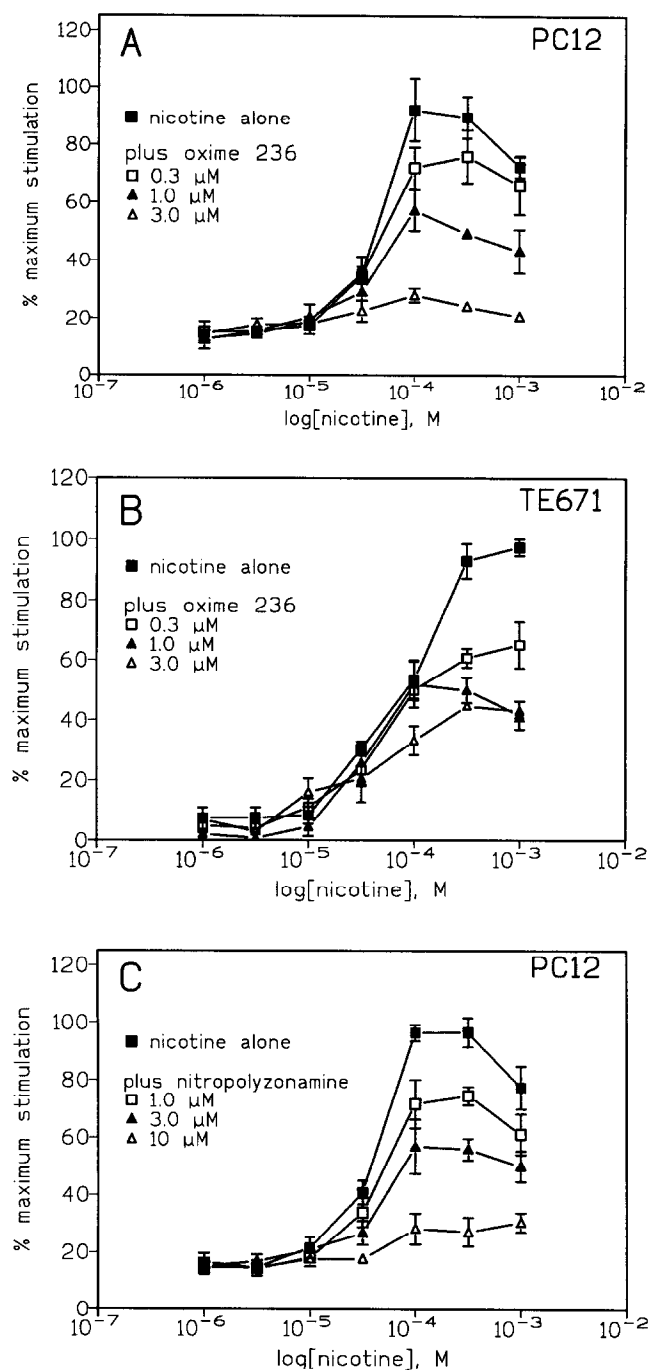 A
PC12
120
100
80
60
40
20
0
% maximum stimulation
■ nicotine alone
plus oxime 236
□ 0.3 μM
▲ 1.0 μM
△ 3.0 μM
10⁻⁷ 10⁻⁶ 10⁻⁵ 10⁻⁴ 10⁻³ 10⁻²
log[nicotine], M
B
TE671
120
100
80
60
40
20
0
% maximum stimulation
■ nicotine alone
plus oxime 236
□ 0.3 μM
▲ 1.0 μM
△ 3.0 μM
10⁻⁷ 10⁻⁶ 10⁻⁵ 10⁻⁴ 10⁻³ 10⁻²
log[nicotine], M
C
PC12
120
100
80
60
40
20
0
% maximum stimulation
■ nicotine alone
plus nitropolyzonamine
□ 1.0 μM
▲ 3.0 μM
△ 10 μM
10⁻⁷ 10⁻⁶ 10⁻⁵ 10⁻⁴ 10⁻³ 10⁻²
log[nicotine], M